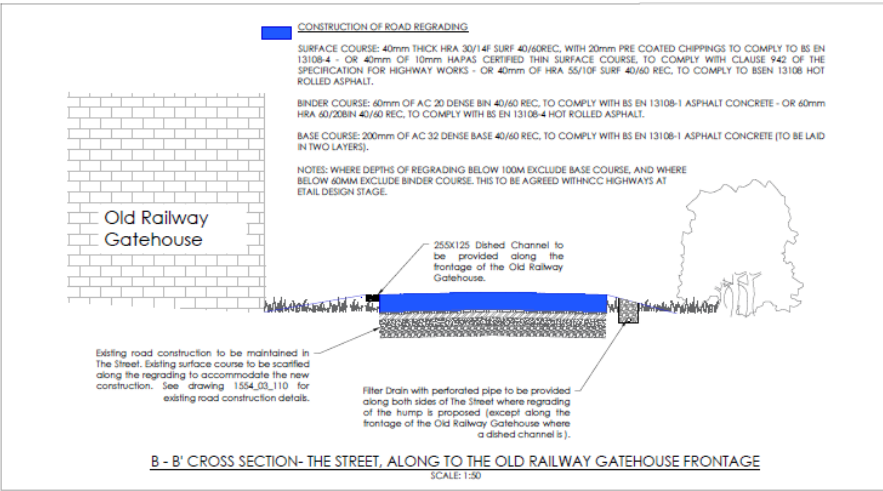 CONSTRUCTION OF ROAD REGRADING
SURFACE COURSE: 40mm THICK HRA 30/14F SURF 40/60REC, WITH 20mm PRE COATED CHIPPINGS TO COMPLY TO BS EN
13108-4 - OR 40mm OF 10mm HAPAS CERTIFIED THIN SURFACE COURSE, TO COMPLY WITH CLAUSE 942 OF THE
SPECIFICATION FOR HIGHWAY WORKS - OR 40mm OF HRA 55/10F SURF 40/60 REC, TO COMPLY TO BSEN 13108 HOT
ROLLED ASPHALT.
BINDER COURSE: 60mm OF AC 20 DENSE BIN 40/60 REC, TO COMPLY WITH BS EN 13108-1 ASPHALT CONCRETE - OR 60mm
HRA 60/20BIN 40/60 REC, TO COMPLY WITH BS EN 13108-4 HOT ROLLED ASPHALT.
BASE COURSE: 200mm OF AC 32 DENSE BASE 40/60 REC, TO COMPLY WITH BS EN 13108-1 ASPHALT CONCRETE (TO BE LAID
IN TWO LAYERS).
NOTES: WHERE DEPTHS OF REGRADING BELOW 100M EXCLUDE BASE COURSE, AND WHERE
BELOW 60MM EXCLUDE BINDER COURSE. THIS TO BE AGREED WITHNCC HIGHWAYS AT
ETAIL DESIGN STAGE.
Old Railway
Gatehouse
255X125 Dished Channel to
be provided along the
frontage of the Old Railway
Gatehouse.
Existing road construction to be maintained in
The Street. Existing surface course to be scarified
along the regrading to accommodate the new
construction. See drawing 1554_03_110 for
existing road construction details.
Filter Drain with perforated pipe to be provided
along both sides of The Street where regrading
of the hump is proposed (except along the
frontage of the Old Railway Gatehouse where
a dished channel is ).
B - B' CROSS SECTION- THE STREET, ALONG TO THE OLD RAILWAY GATEHOUSE FRONTAGE
SCALE: 1:50